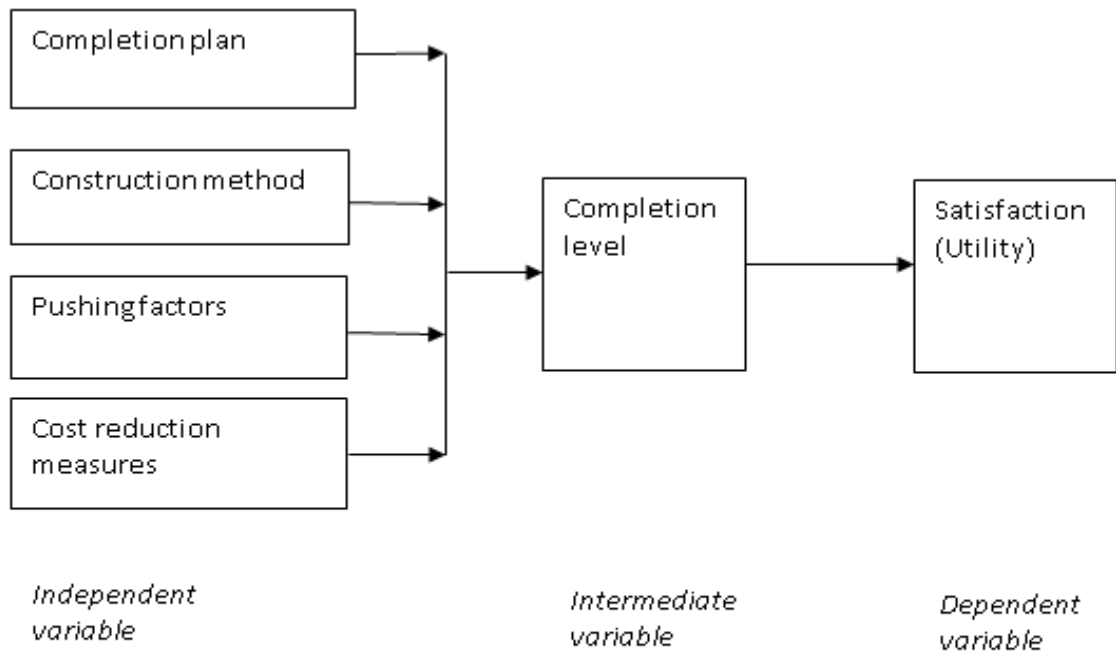 Completion plan
Construction method
Pushing factors
Cost reduction
measures
Completion
level
Satisfaction
(Utility)
Independent
variable
Intermediate
variable
Dependent
variable